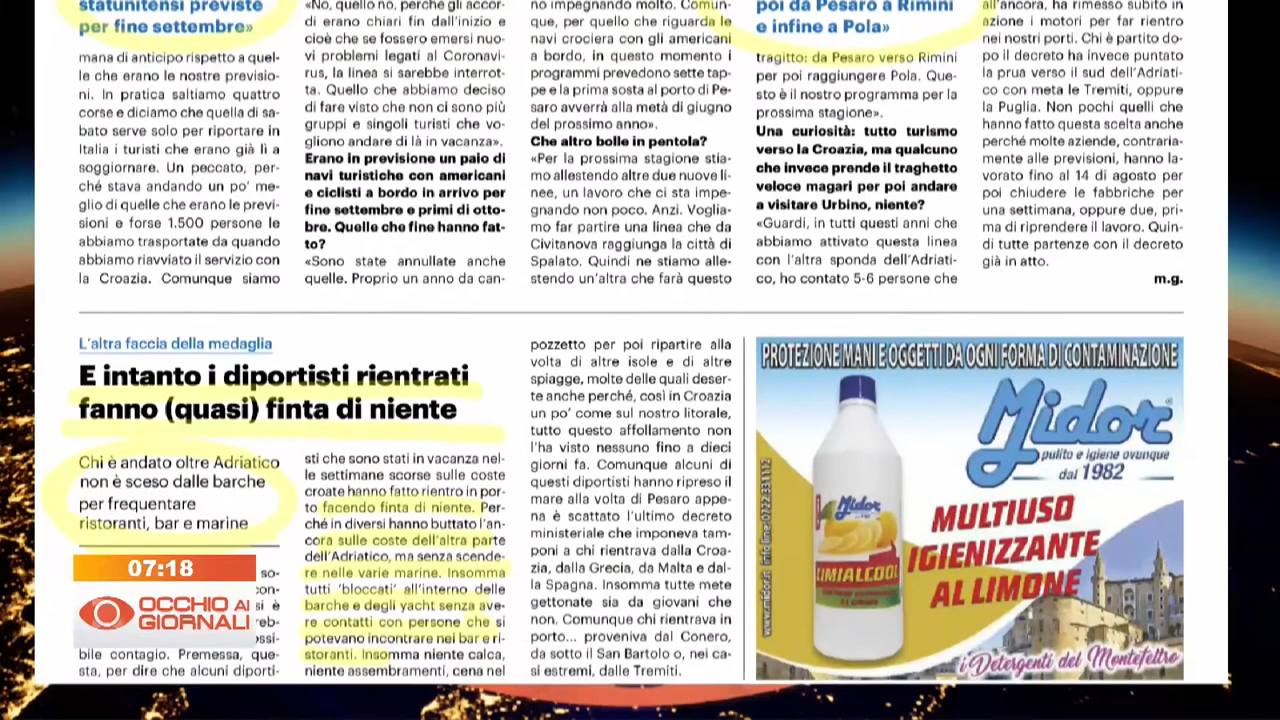 statunitensi previste
per fine settembre»
mana di anticipo rispetto a quel-
le che erano le nostre previsio-
ni. In pratica saltiamo quattro
corse e diciamo che quella di sa-
bato serve solo per riportare in
Italia i turisti che erano già lì a
soggiornare. Un peccato, per-
ché stava andando un po' me-
glio di quelle che erano le previ-
sioni e forse 1.500 persone le
abbiamo trasportate da quando
abbiamo riavviato il servizio con
la Croazia. Comunque siamo
«No, quello no, perché gli accor-
di erano chiari fin dall'inizio e
cioè che se fossero emersi nuo-
vi problemi legati al Coronavi-
rus, la linea si sarebbe interrot-
ta. Quello che abbiamo deciso
di fare visto che non ci sono più
gruppi e singoli turisti che vo-
gliono andare di là in vacanza».
Erano in previsione un paio di
navi turistiche con americani
e ciclisti a bordo in arrivo per
fine settembre e primi di otto-
bre. Quelle che fine hanno fat-
to?
«Sono state annullate anche
quelle. Proprio un anno da can-
no impegnando molto. Comun-
que, per quello che riguarda le
navi crociera con gli americani
a bordo, in questo momento i
programmi prevedono sette tap-
pe e la prima sosta al porto di Pe-
saro avverrà alla metà di giugno
del prossimo anno».
Che altro bolle in pentola?
«Per la prossima stagione stia-
mo allestendo altre due nuove li-
nee, un lavoro che ci sta impe-
gnando non poco. Anzi. Voglia-
mo far partire una linea che da
Civitanova raggiunga la città di
Spalato. Quindi ne stiamo alle-
stendo un'altra che farà questo
poi da Pesaro a Rimini
e infine a Pola»
tragitto: da Pesaro verso Rimini
per poi raggiungere Pola. Que-
sto è il nostro programma per la
prossima stagione».
Una curiosità: tutto turismo
verso la Croazia, ma qualcuno
che invece prende il traghetto
veloce magari per poi andare
a visitare Urbino, niente?
«Guardi, in tutti questi anni che
abbiamo attivato questa linea
con l'altra sponda dell'Adriati-
co, ho contato 5-6 persone che
all'ancora, ha rimesso subito in
azione i motori per far rientro
nei nostri porti. Chi è partito do-
po il decreto ha invece puntato
la prua verso il sud dell'Adriati-
co con meta le Tremiti, oppure
la Puglia. Non pochi quelli che
hanno fatto questa scelta anche
perché molte aziende, contraria-
mente alle previsioni, hanno la-
vorato fino al 14 di agosto per
poi chiudere le fabbriche per
una settimana, oppure due, pri-
ma di riprendere il lavoro. Quin-
di tutte partenze con il decreto
già in atto.
m.g.
L'altra faccia della medaglia
E intanto i diportisti rientrati
fanno (quasi) finta di niente
Chi è andato oltre Adriatico
non è sceso dalle barche
per frequentare
ristoranti, bar e marine
so-
con-
si è
reb-
ossi-
bile contagio. Premessa, que-
sta, per dire che alcuni diporti-
sti che sono stati in vacanza nel-
le settimane scorse sulle coste
croate hanno fatto rientro in por-
to facendo finta di niente. Per-
ché in diversi hanno buttato l'an-
cora sulle coste dell'altra parte
dell'Adriatico, ma senza scende-
re nelle varie marine. Insomma
tutti 'bloccati' all'interno delle
barche e degli yacht senza ave-
re contatti con persone che si
potevano incontrare nei bar e ri-
storanti. Insomma niente calca,
niente assembramenti, cena nel
pozzetto per poi ripartire alla
volta di altre isole e di altre
spiagge, molte delle quali deser-
te anche perché, così in Croazia
un po' come sul nostro litorale,
tutto questo affollamento non
l'ha visto nessuno fino a dieci
giorni fa. Comunque alcuni di
questi diportisti hanno ripreso il
mare alla volta di Pesaro appe-
na è scattato l'ultimo decreto
ministeriale che imponeva tam-
poni a chi rientrava dalla Croa-
zia, dalla Grecia, da Malta e dal-
la Spagna. Insomma tutte mete
gettonate sia da giovani che
non. Comunque chi rientrava in
porto... proveniva dal Conero,
da sotto il San Bartolo o, nei ca-
si estremi, dalle Tremiti.
PROTEZIONE MANI E OGGETTI DA OGNI FORMA DI CONTAMINAZIONE
Midor
pulito e igiene ovunque
dal 1982
MULTIUSO
IGIENIZZANTE
AL LIMONE
Midor
LIMIALCOOL
www.midor.it info line: 0722 331112
i Detergenti del Montefeltro
07:18
OCCHIO AI
GIORNALI